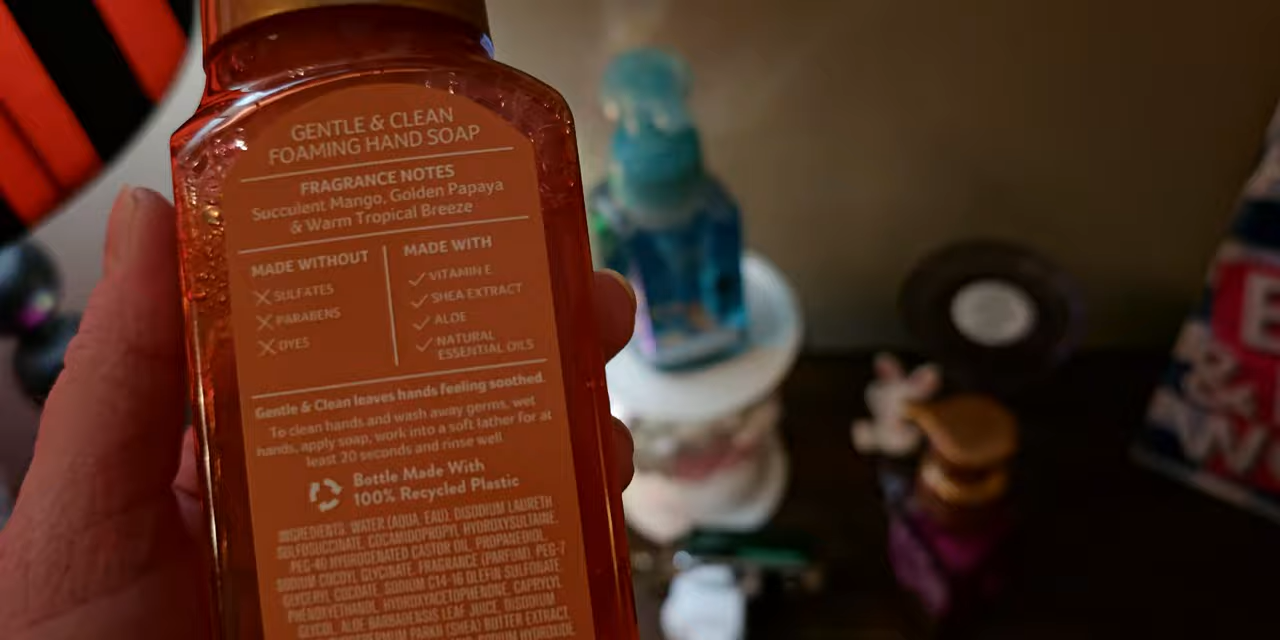 GENTLE & CLEAN
FOAMING HAND SOAP
FRAGRANCE NOTES
Succulent Mango, Golden Papaya
& Warm Tropical Breeze
MADE WITHOUT
SULFATES
PARABENS
DYES
MADE WITH
VITAMIN E
SHEA EXTRACT
ALOE
NATURAL
ESSENTIAL OILS
Gentle & Clean leaves hands feeling soothed.
To clean hands and wash away germs, wet
hands, apply soap, work into a soft lather for at
least 20 seconds and rinse well.
Bottle Made With
100% Recycled Plastic
INGREDIENTS: WATER (AQUA, EAU), DISODIUM LAURETH
SULFOSUCCINATE, COCAMIDOPROPYL HYDROXYSULTAINE,
PEG-40 HYDROGENATED CASTOR OIL, PROPANEDIOL,
SODIUM COCOYL GLYCINATE, FRAGRANCE (PARFUM), PEG-7
GLYCERYL COCOATE, SODIUM C14-16 OLEFIN SULFONATE,
PHENOXYETHANOL, HYDROXYACETOPHENONE, CAPRYLYL
GLYCOL, ALOE BARBADENSIS LEAF JUICE, DISODIUM
PARKII (SHEA) BUTTER EXTRACT,
HYDROXIDE